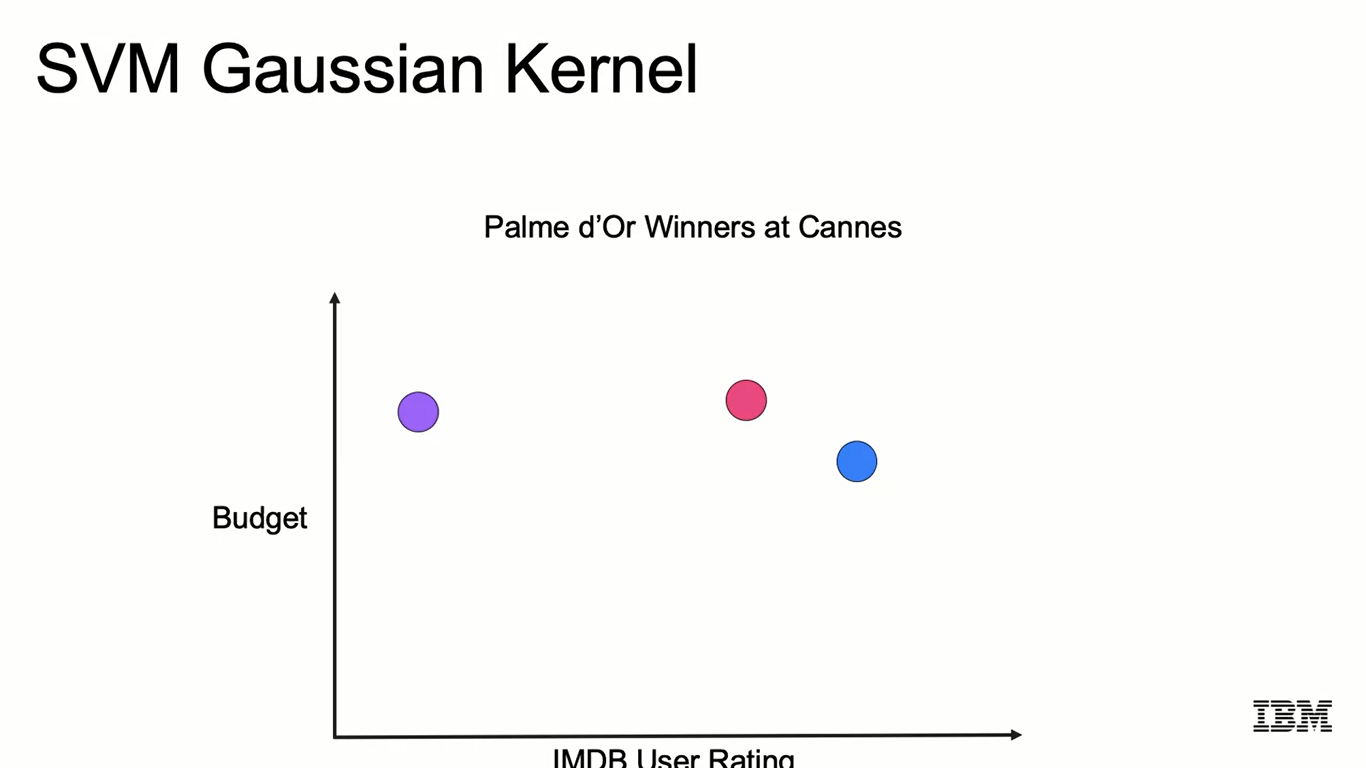 SVM Gaussian Kernel
Palme d’Or Winners at Cannes
Budget
IMDB User Rating
IBM